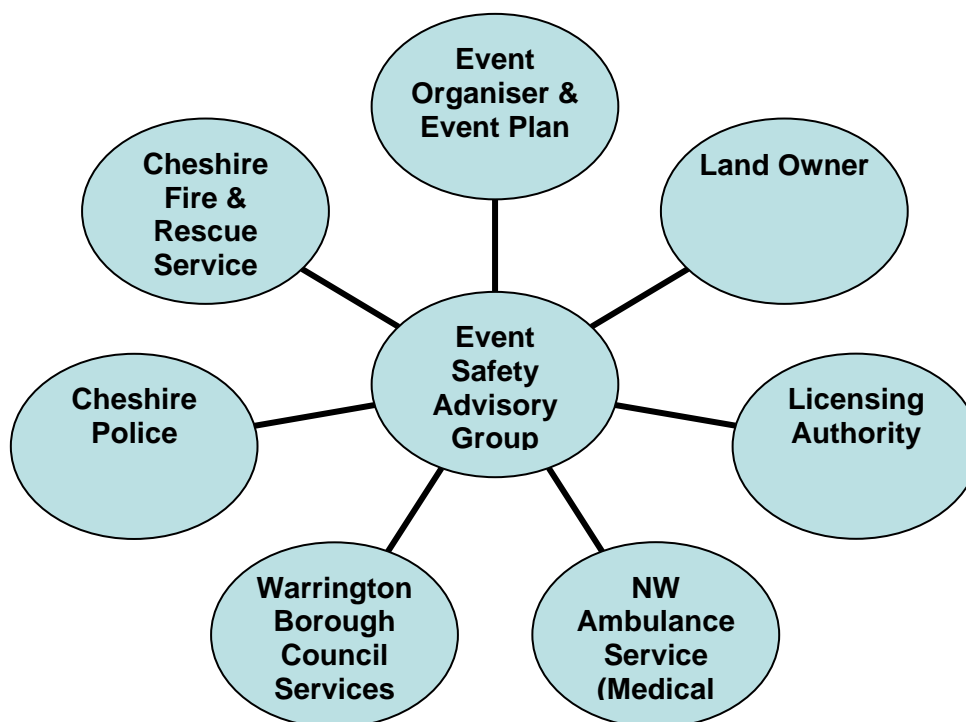 Event
Organiser &
Event Plan
Land Owner
Licensing
Authority
NW
Ambulance
Service
(Medical
Warrington
Borough
Council
Services
Cheshire
Police
Cheshire
Fire &
Rescue
Service
Event
Safety
Advisory
Group